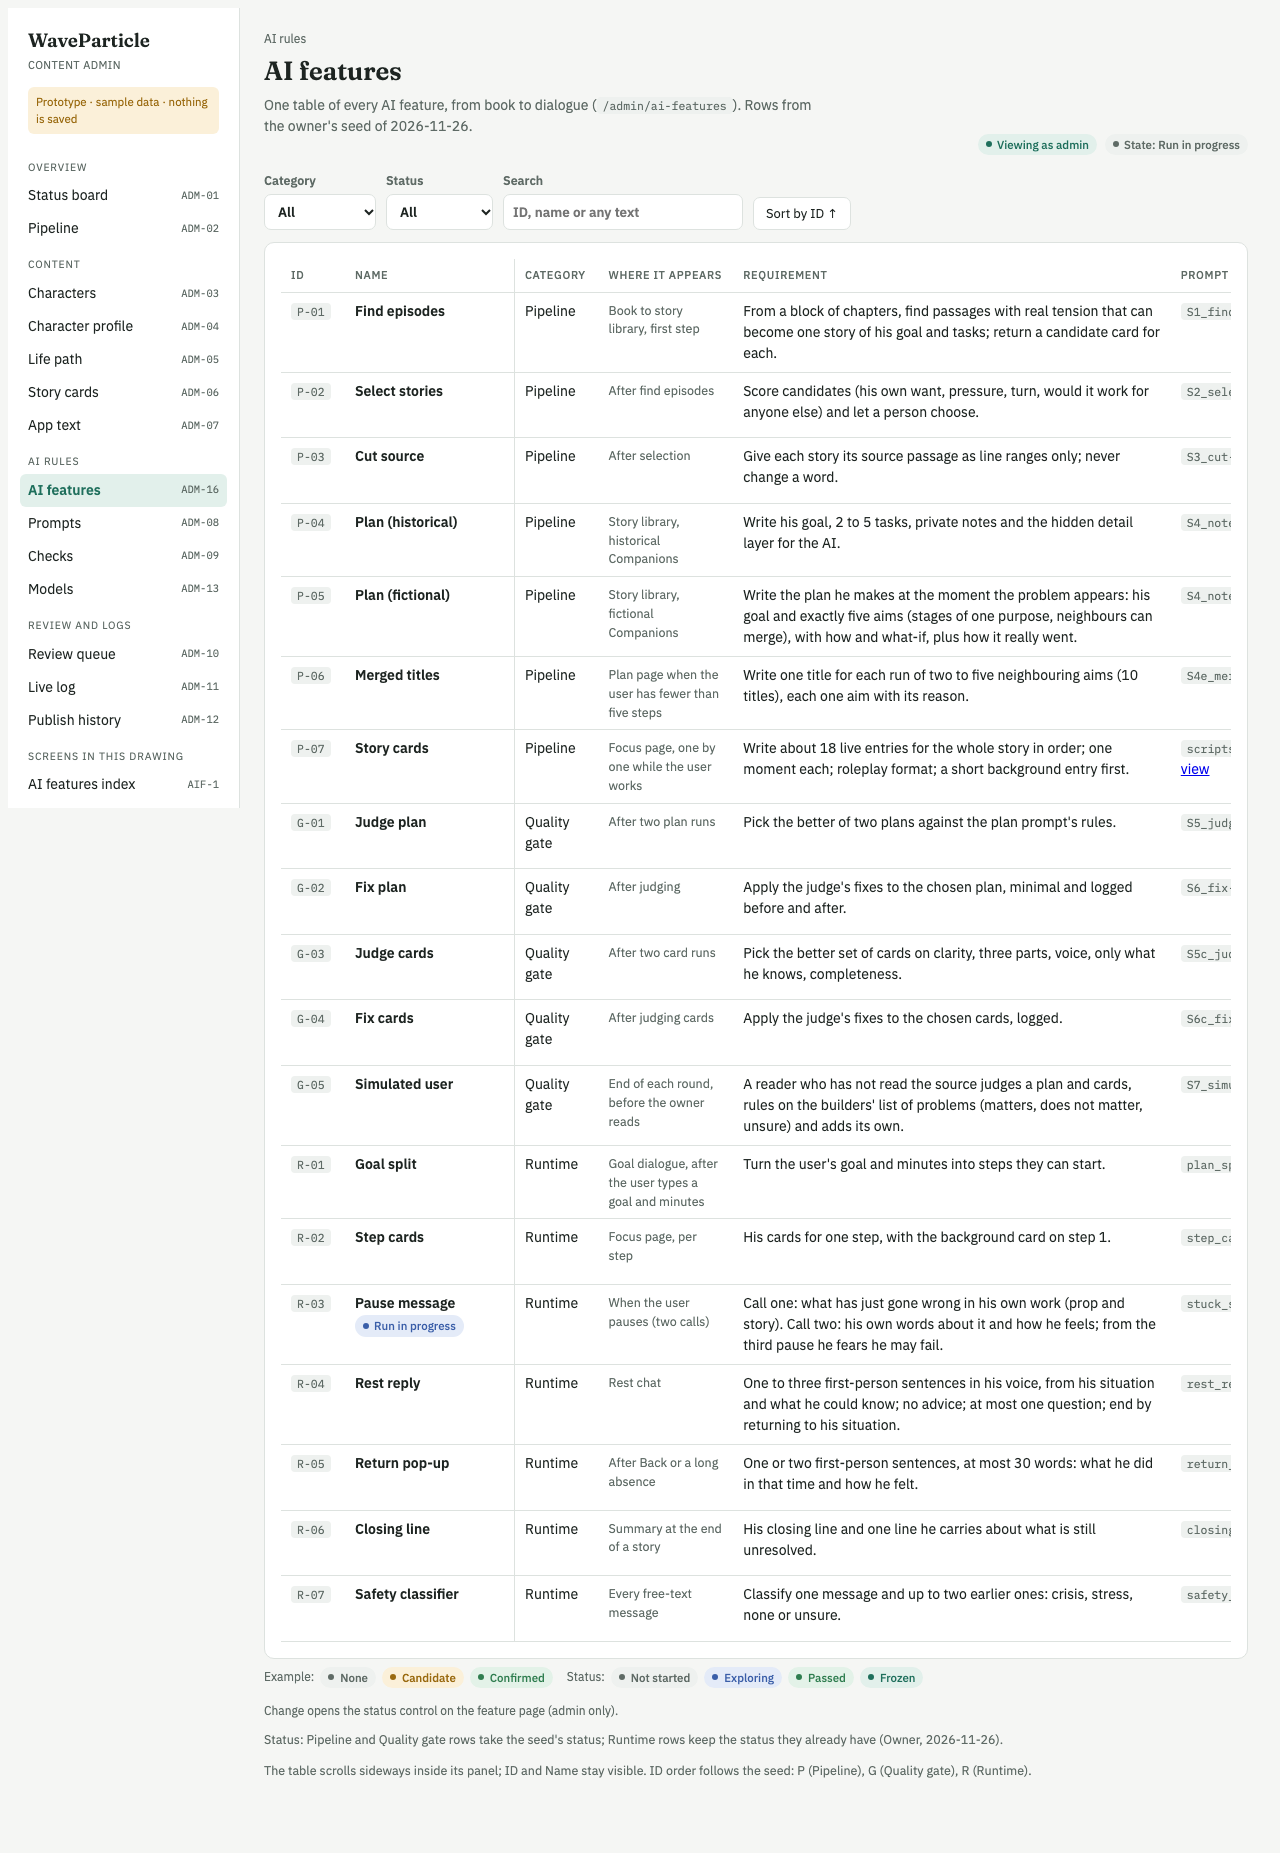 WaveParticle
CONTENT ADMIN
Prototype · sample data · nothing
is saved
OVERVIEW
Status board ADM-01
Pipeline ADM-02
CONTENT
Characters ADM-03
Character profile ADM-04
Life path ADM-05
Story cards ADM-06
App text ADM-07
AI RULES
AI features ADM-16
Prompts ADM-08
Checks ADM-09
Models ADM-13
REVIEW AND LOGS
Review queue ADM-10
Live log ADM-11
Publish history ADM-12
SCREENS IN THIS DRAWING
AI features index AIF-1
AI rules
AI features
One table of every AI feature, from book to dialogue ( /admin/ai-features ). Rows from
the owner's seed of 2026-11-26.
Viewing as admin State: Run in progress
Category Status Search
All All ID, name or any text Sort by ID ↑
ID NAME CATEGORY WHERE IT APPEARS REQUIREMENT PROMPT
P-01 Find episodes Pipeline Book to story
library, first step
From a block of chapters, find passages with real tension that can
become one story of his goal and tasks; return a candidate card for
each.
P-02 Select stories Pipeline After find episodes
Score candidates (his own want, pressure, turn, would it work for
anyone else) and let a person choose.
P-03 Cut source Pipeline After selection
Give each story its source passage as line ranges only; never
change a word.
P-04 Plan (historical) Pipeline Story library,
historical
Companions
Write his goal, 2 to 5 tasks, private notes and the hidden detail
layer for the AI.
P-05 Plan (fictional) Pipeline Story library,
fictional
Companions
Write the plan he makes at the moment the problem appears: his
goal and exactly five aims (stages of one purpose, neighbours can
merge), with how and what-if, plus how it really went.
P-06 Merged titles Pipeline Plan page when the
user has fewer than
five steps
Write one title for each run of two to five neighbouring aims (10
titles), each one aim with its reason.
P-07 Story cards Pipeline Focus page, one by
one while the user
works
Write about 18 live entries for the whole story in order; one
moment each; roleplay format; a short background entry first.
scripts
view
G-01 Judge plan Quality
gate
After two plan runs
Pick the better of two plans against the plan prompt's rules.
G-02 Fix plan Quality
gate
After judging
Apply the judge's fixes to the chosen plan, minimal and logged
before and after.
G-03 Judge cards Quality
gate
After two card runs
Pick the better set of cards on clarity, three parts, voice, only what
he knows, completeness.
G-04 Fix cards Quality
gate
After judging cards
Apply the judge's fixes to the chosen cards, logged.
G-05 Simulated user Quality
gate
End of each round,
before the owner
reads
A reader who has not read the source judges a plan and cards,
rules on the builders' list of problems (matters, does not matter,
unsure) and adds its own.
R-01 Goal split Runtime Goal dialogue, after
the user types a
goal and minutes
Turn the user's goal and minutes into steps they can start.
R-02 Step cards Runtime Focus page, per
step
His cards for one step, with the background card on step 1.
R-03 Pause message
Run in progress
Runtime When the user
pauses (two calls)
Call one: what has just gone wrong in his own work (prop and
story). Call two: his own words about it and how he feels; from the
third pause he fears he may fail.
R-04 Rest reply Runtime Rest chat
One to three first-person sentences in his voice, from his situation
and what he could know; no advice; at most one question; end by
returning to his situation.
R-05 Return pop-up Runtime After Back or a long
absence
One or two first-person sentences, at most 30 words: what he did
in that time and how he felt.
R-06 Closing line Runtime Summary at the end
of a story
His closing line and one line he carries about what is still
unresolved.
R-07 Safety classifier Runtime Every free-text
message
Classify one message and up to two earlier ones: crisis, stress,
none or unsure.
Example: None Candidate Confirmed Status: Not started Exploring Passed Frozen
Change opens the status control on the feature page (admin only).
Status: Pipeline and Quality gate rows take the seed's status; Runtime rows keep the status they already have (Owner, 2026-11-26).
The table scrolls sideways inside its panel; ID and Name stay visible. ID order follows the seed: P (Pipeline), G (Quality gate), R (Runtime).